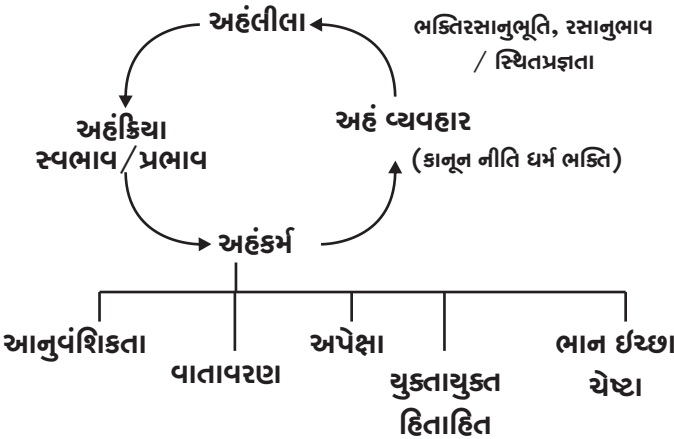 અહંલીલા
ભક્તિરસાનુભૂતિ, રસાનુભાવ
/ સ્થિતપ્રજ્ઞતા
અહંક્રિયા
સ્વભાવ/પ્રભાવ
અહં વ્યવહાર
(કાનૂન નીતિ ધર્મ ભક્તિ)
અહંકર્મ
આનુવંશિકતા
વાતાવરણ
અપેક્ષા
યુક્તાયુક્ત
હિતાહિત
ભાન ઈચ્છા
ચેષ્ટા